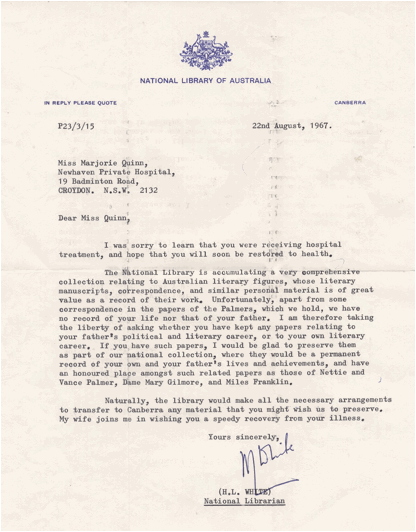 NATIONAL LIBRARY OF AUSTRALIA
IN REPLY PLEASE QUOTE
CANBERRA
P23/3/15
22nd August, 1967.
Miss Marjorie Quinn,
Newhaven Private Hospital,
19 Badminton Road,
CROYDON. N.S.W. 2132
Dear Miss Quinn,
I was sorry to learn that you were receiving hospital
treatment, and hope that you will soon be restored to health.
The National Library is accumulating a very comprehensive
collection relating to Australian literary figures, whose literary
manuscripts, correspondence, and similar personal material is of great
value as a record of their work. Unfortunately, apart from some
correspondence in the papers of the Palmers, which we hold, we have
no record of your life nor that of your father. I am therefore taking
the liberty of asking whether you have kept any papers relating to
your father's political and literary career, or to your own literary
career. If you have such papers, I would be glad to preserve them
as part of our national collection, where they would be a permanent
record of your own and your father's lives and achievements, and have
an honoured place amongst such related papers as those of Nettie and
Vance Palmer, Dame Mary Gilmore, and Miles Franklin.
Naturally, the library would make all the necessary arrangements
to transfer to Canberra any material that you might wish us to preserve.
My wife joins me in wishing you a speedy recovery from your illness.
Yours sincerely,
(H.L. WHITE)
National Librarian